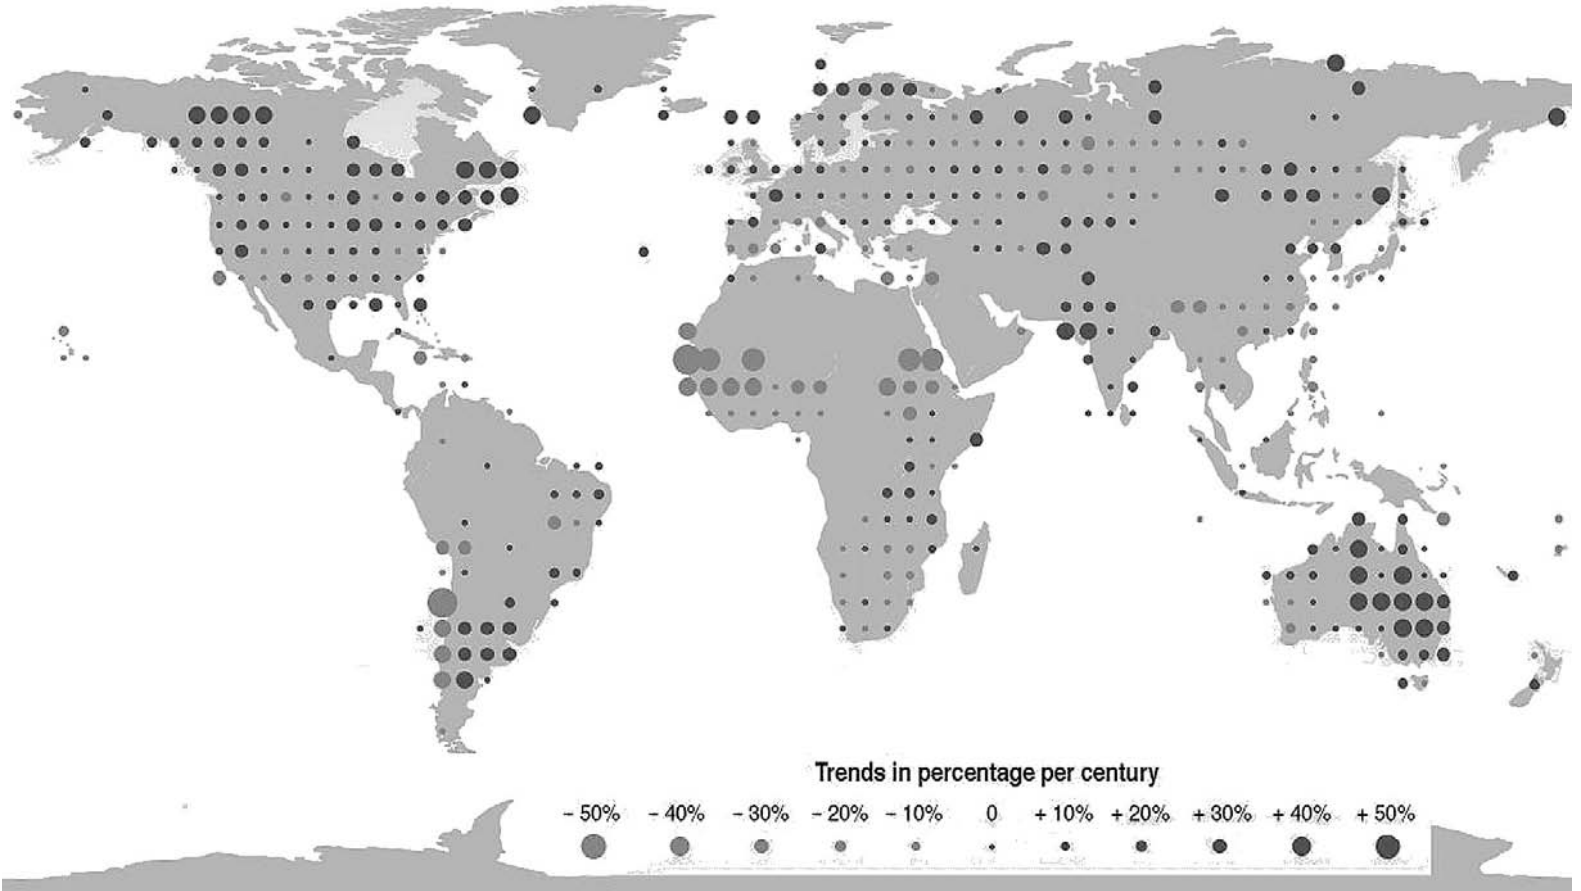 Trends in percentage per century
− 50% − 40% − 30% − 20% − 10% 0 + 10% + 20% + 30% + 40% + 50%